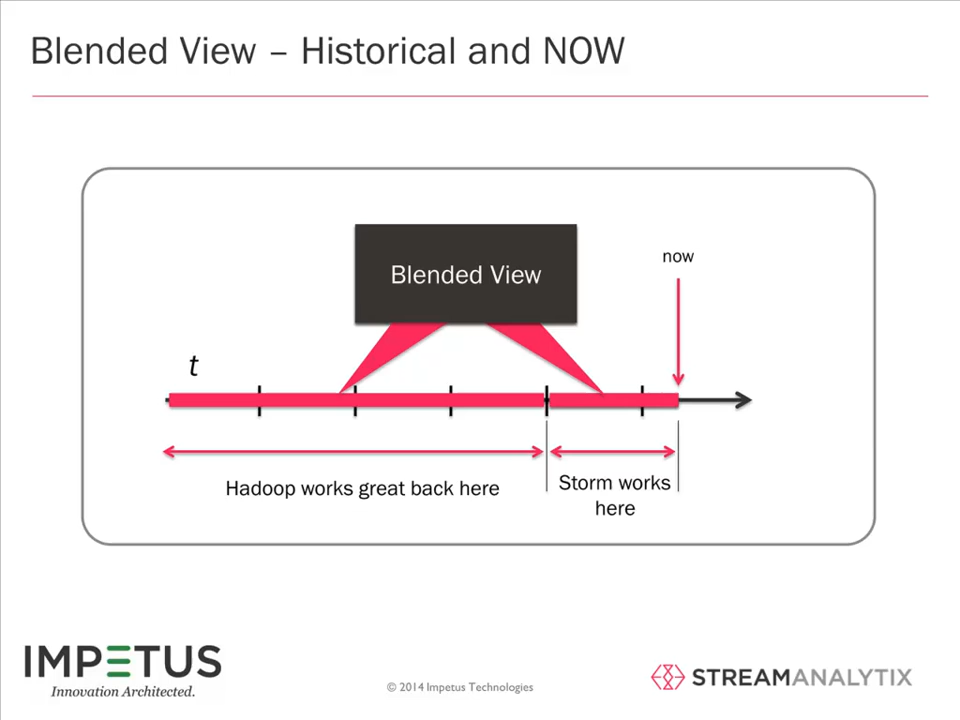 Blended View – Historical and NOW
Blended View
now
t
Hadoop works great back here
Storm works
here
IMPETUS
Innovation Architected.
© 2014 Impetus Technologies
STREAMANALYTIX